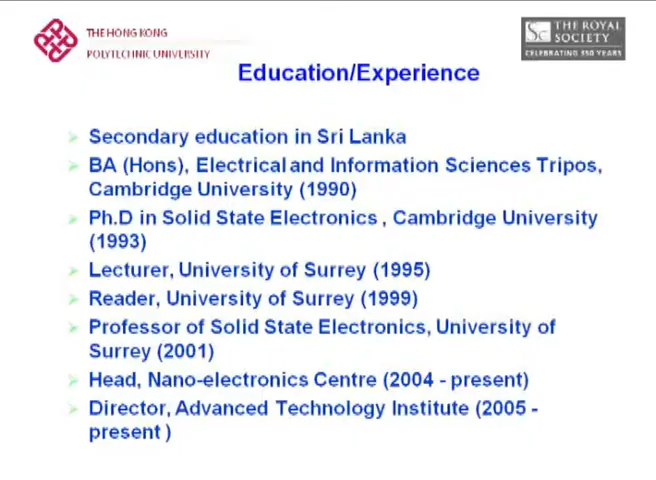 THE HONG KONG
POLYTECHNIC UNIVERSITY
Sc
THE ROYAL
SOCIETY
CELEBRATING 350 YEARS
Education/Experience
Secondary education in Sri Lanka
BA (Hons), Electrical and Information Sciences Tripos,
Cambridge University (1990)
Ph.D in Solid State Electronics , Cambridge University
(1993)
Lecturer, University of Surrey (1995)
Reader, University of Surrey (1999)
Professor of Solid State Electronics, University of
Surrey (2001)
Head, Nano-electronics Centre (2004 - present)
Director, Advanced Technology Institute (2005 -
present )